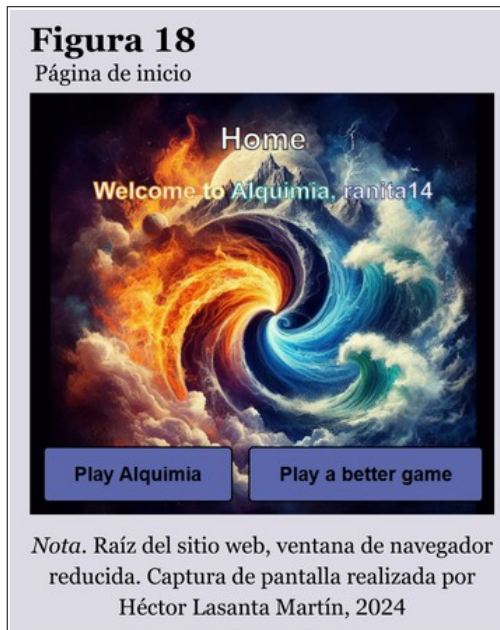 Figura 18
Página de inicio
Home
Welcome to Alquimia, ranita14
Play Alquimia
Play a better game
Nota. Raíz del sitio web, ventana de navegador
reducida. Captura de pantalla realizada por
Héctor Lasanta Martín, 2024